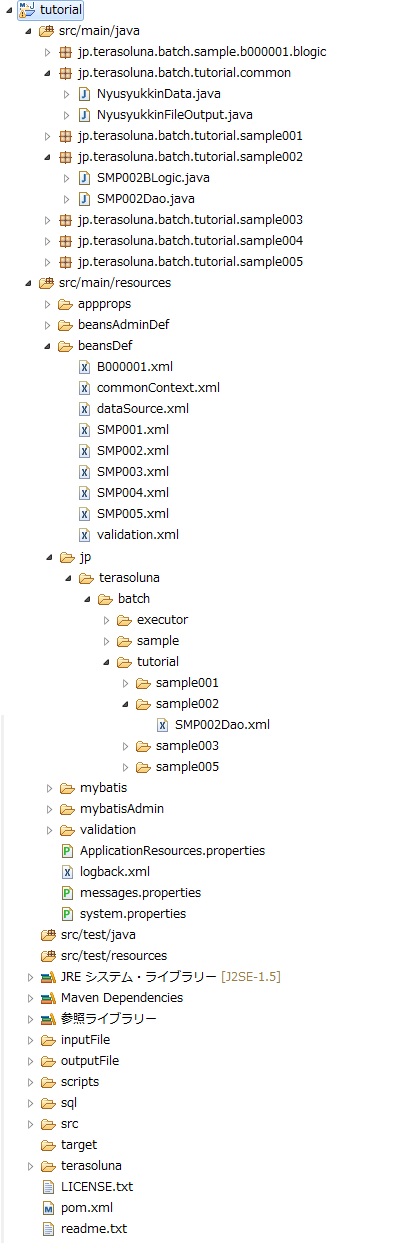 tutorial
src/main/java
jp.terasoluna.batch.sample.b000001.blogic
jp.terasoluna.batch.tutorial.common
NyusyukkinData.java
NyusyukkinFileOutput.java
jp.terasoluna.batch.tutorial.sample001
jp.terasoluna.batch.tutorial.sample002
SMP002BLogic.java
SMP002Dao.java
jp.terasoluna.batch.tutorial.sample003
jp.terasoluna.batch.tutorial.sample004
jp.terasoluna.batch.tutorial.sample005
src/main/resources
appprops
beansAdminDef
beansDef
B000001.xml
commonContext.xml
dataSource.xml
SMP001.xml
SMP002.xml
SMP003.xml
SMP004.xml
SMP005.xml
validation.xml
jp
terasoluna
batch
executor
sample
tutorial
sample001
sample002
SMP002Dao.xml
sample003
sample005
mybatis
mybatisAdmin
validation
ApplicationResources.properties
logback.xml
messages.properties
system.properties
src/test/java
src/test/resources
JRE システム・ライブラリー [J2SE-1.5]
Maven Dependencies
参照ライブラリー
inputFile
outputFile
scripts
sql
src
target
terasoluna
LICENSE.txt
pom.xml
readme.txt